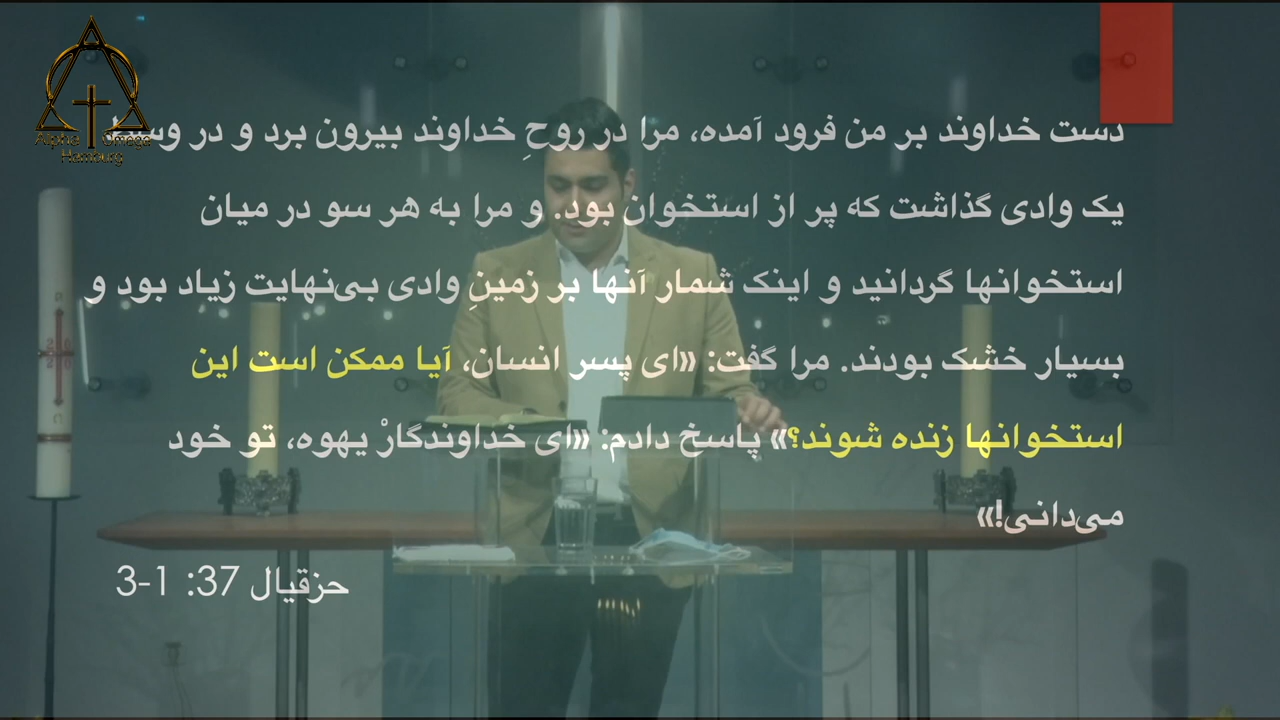 Alpha Omega
Hamburg
دست خداوند بر من فرود آمده، مرا در روحِ خداوند بیرون برد و در وسط
یک وادی گذاشت که پر از استخوان بود. و مرا به هر سو در میان
استخوانها گردانید و اینک شمار آنها بر زمینِ وادی بی‌نهایت زیاد بود و
بسیار خشک بودند. مرا گفت: «ای پسر انسان، آیا ممکن است این
استخوانها زنده شوند؟» پاسخ دادم: «ای خداوندگارْ یهوه، تو خود
می‌دانی!»
حزقیال 37: 1-3